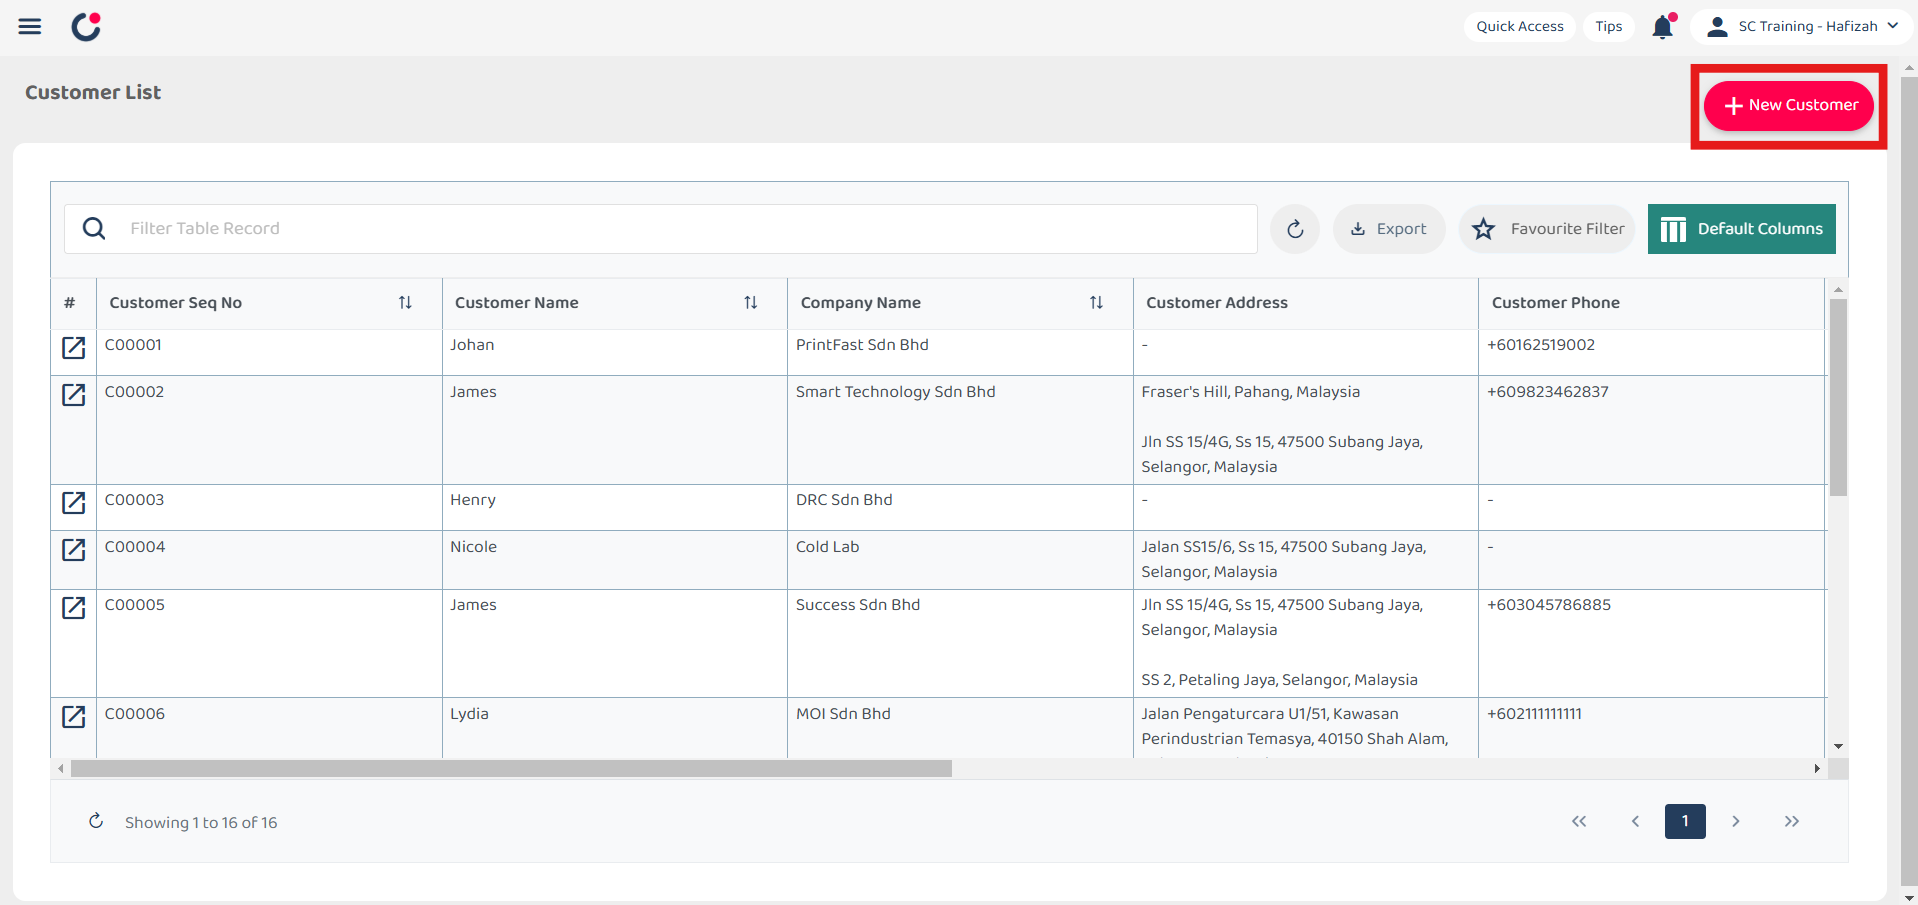 Quick Access
Tips
SC Training - Hafizah
Customer List
+ New Customer
Filter Table Record
Export
Favourite Filter
Default Columns
# Customer Seq No Customer Name Company Name Customer Address Customer Phone
C00001 Johan PrintFast Sdn Bhd - +60162519002
C00002 James Smart Technology Sdn Bhd Fraser's Hill, Pahang, Malaysia +609823462837
Jln SS 15/4G, Ss 15, 47500 Subang Jaya,
Selangor, Malaysia
C00003 Henry DRC Sdn Bhd - -
C00004 Nicole Cold Lab Jalan SS15/6, Ss 15, 47500 Subang Jaya, -
Selangor, Malaysia
C00005 James Success Sdn Bhd Jln SS 15/4G, Ss 15, 47500 Subang Jaya, +603045786885
Selangor, Malaysia
SS 2, Petaling Jaya, Selangor, Malaysia
C00006 Lydia MOI Sdn Bhd Jalan Pengaturcara U1/51, Kawasan +602111111111
Perindustrian Temasya, 40150 Shah Alam,
Showing 1 to 16 of 16
1